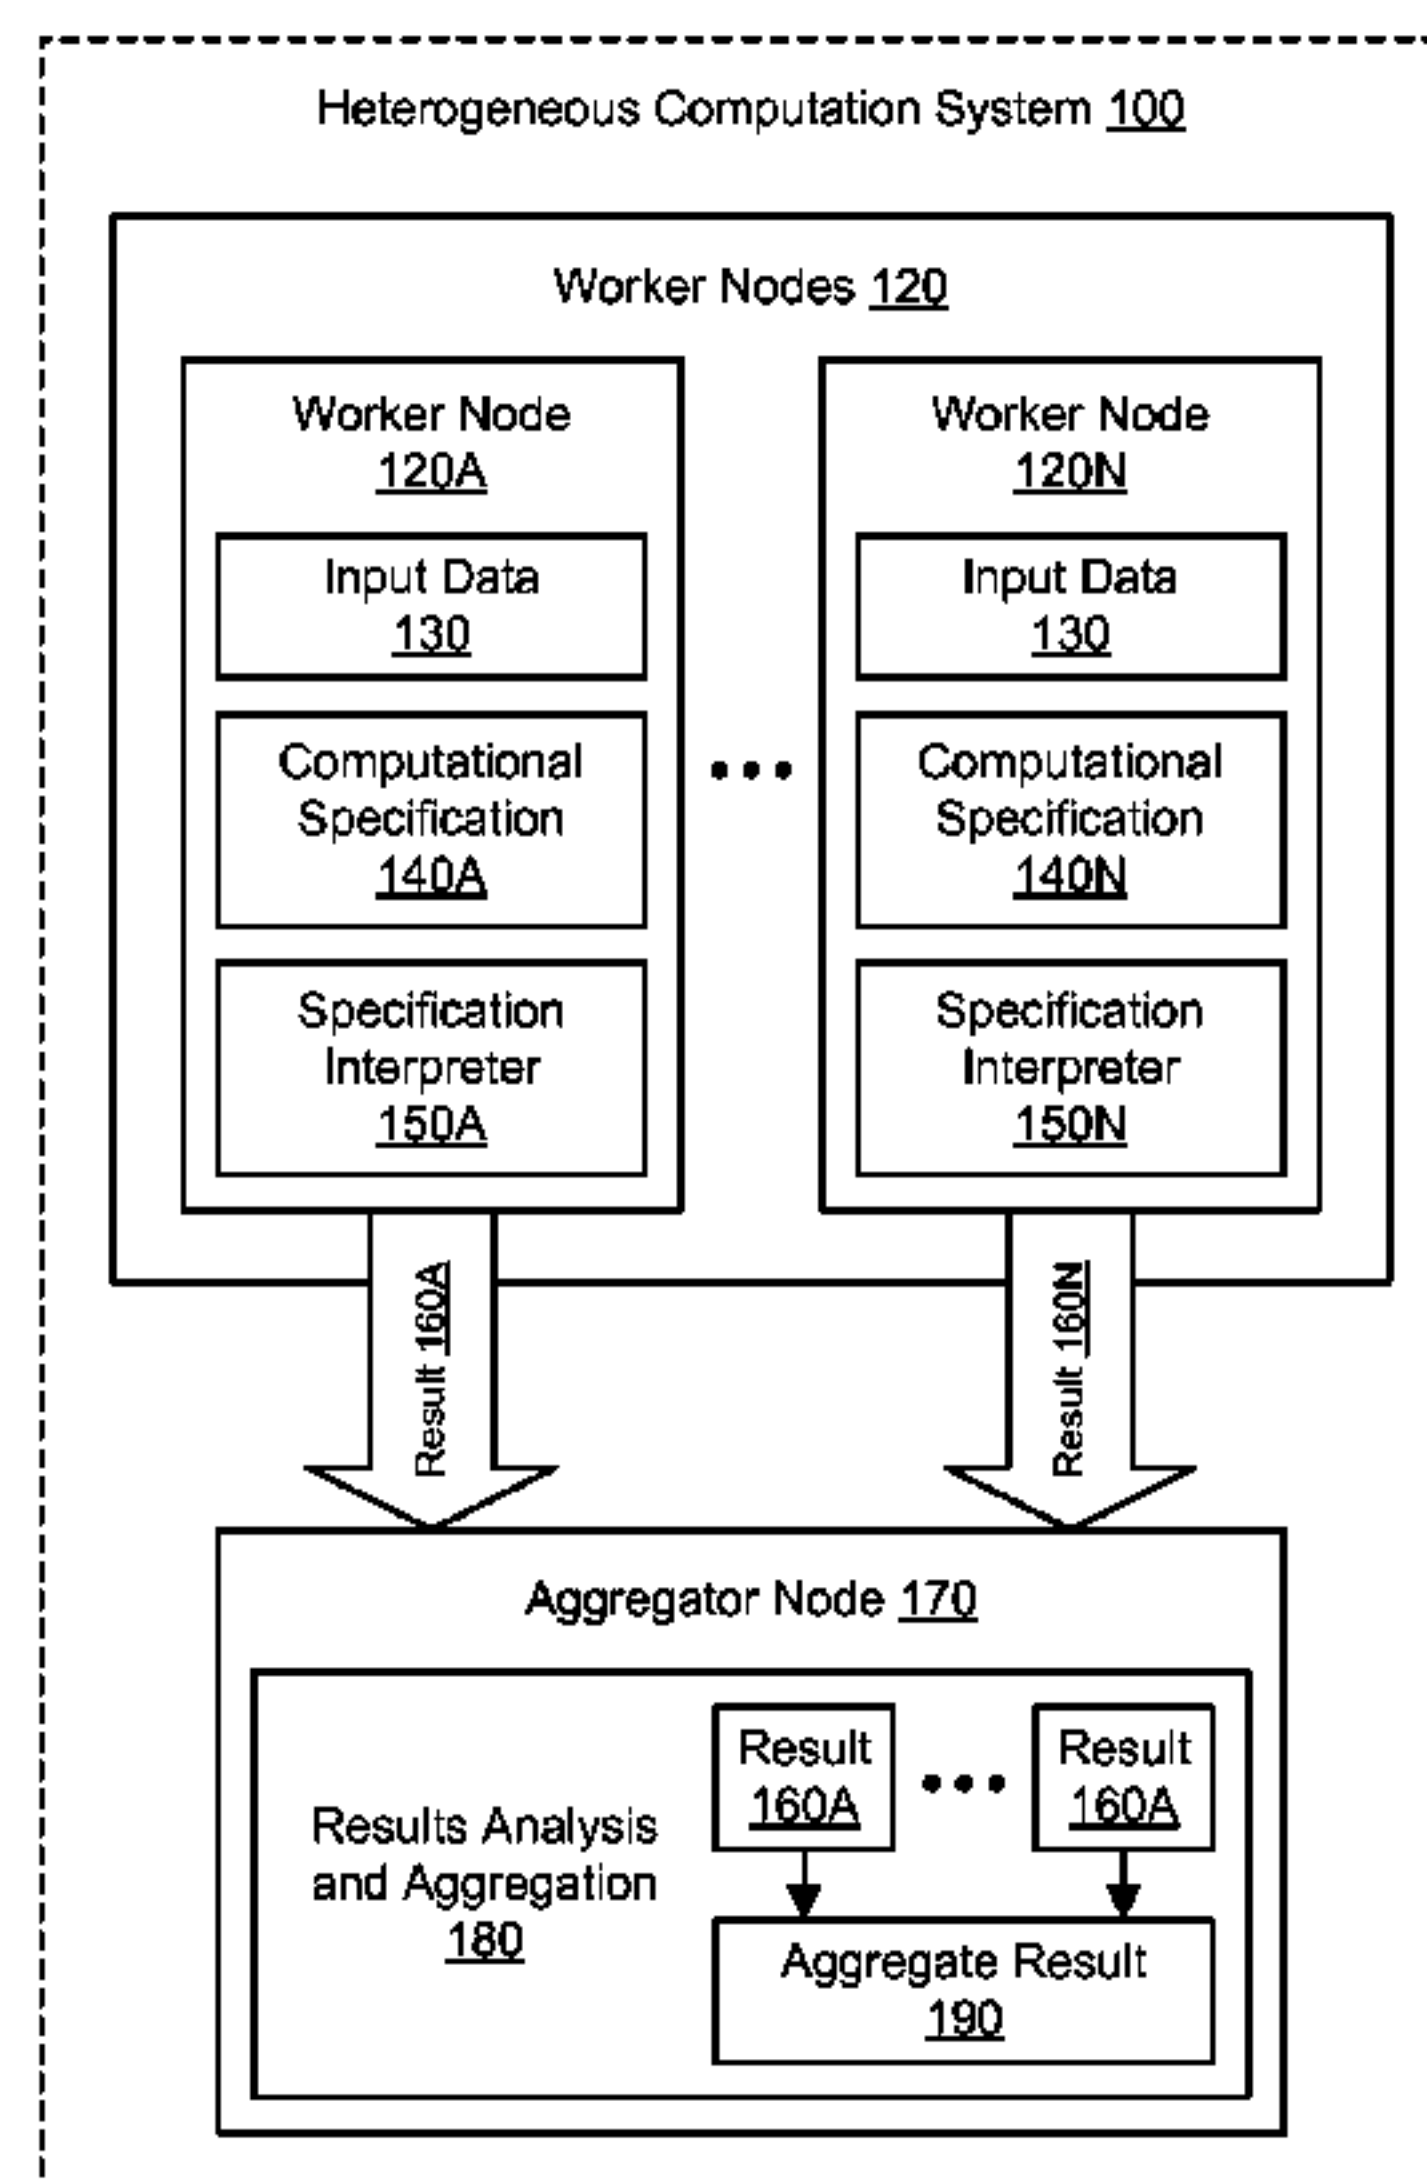 Heterogeneous Computation System 100
Worker Nodes 120
Worker Node
120A
Input Data
130
Computational
Specification
140A
Specification
Interpreter
150A
Worker Node
120N
Input Data
130
Computational
Specification
140N
Specification
Interpreter
150N
Result 160A
Result 160N
Aggregator Node 170
Results Analysis
and Aggregation
180
Result
160A
Result
160A
Aggregate Result
190